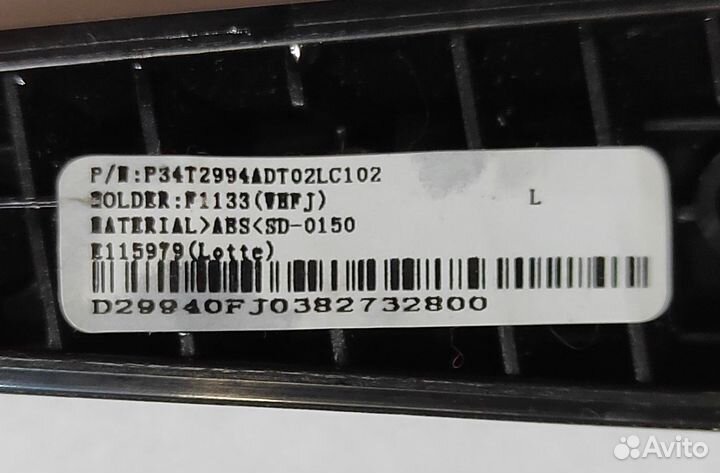 P/N:P34T2994ADT02LC102
MOLDER:F1133(WHFJ) L
MATERIAL>ABS<SD-0150
E115979(Lotte)
D29940FJ0382732800
Avito